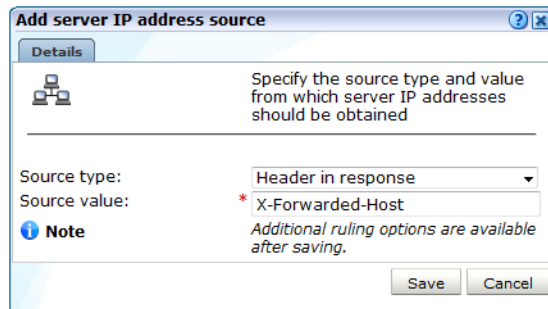 Add server IP address source
Details
Specify the source type and value
from which server IP addresses
should be obtained
Source type: Header in response
Source value: * X-Forwarded-Host
Note Additional ruling options are available
after saving.
Save Cancel